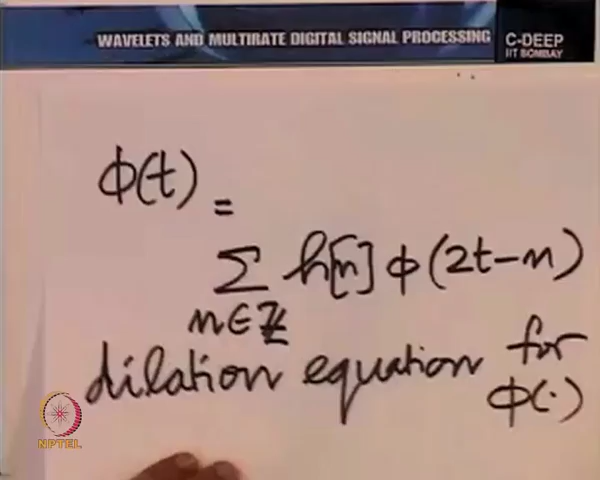 WAVELETS AND MULTIRATE DIGITAL SIGNAL PROCESSING
C-DEEP
IIT BOMBAY
ϕ(t) =
∑ h[n] ϕ(2t-n)
n∈ℤ
dilation equation for
ϕ(·)
NPTEL